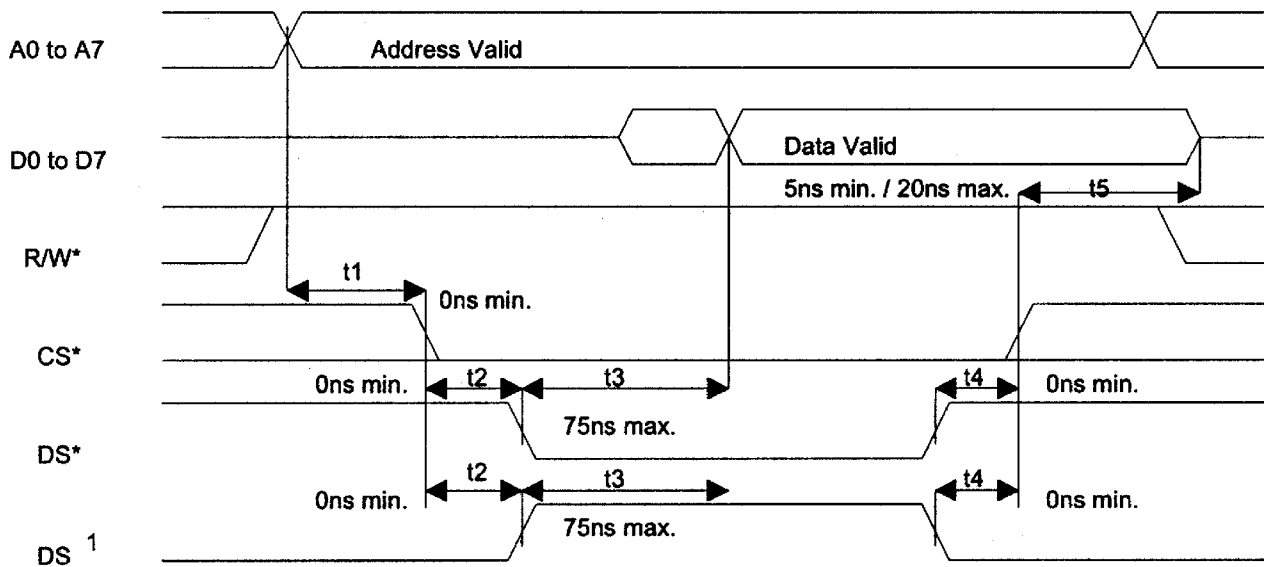 A0 to A7
Address Valid
D0 to D7
Data Valid
5ns min. / 20ns max.
t5
R/W*
t1
0ns min.
CS*
0ns min.
t2
t3
t4
0ns min.
75ns max.
DS*
0ns min.
t2
t3
t4
0ns min.
75ns max.
DS 1